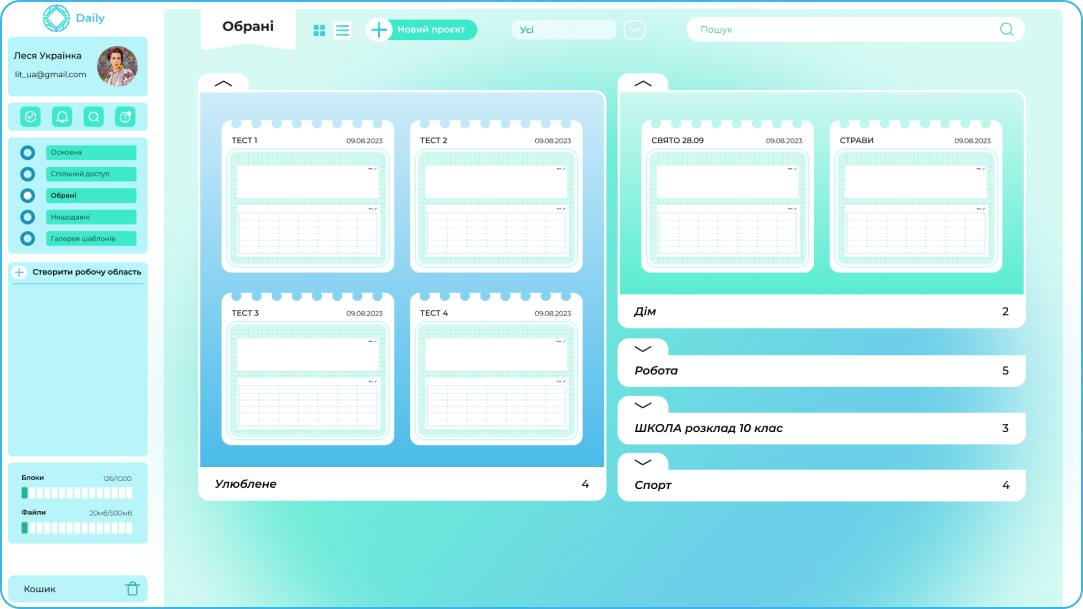 Daily
Леся Українка
lit_ua@gmail.com
Основна
Спільний доступ
Обрані
Нещодавні
Галерея шаблонів
Створити робочу область
Блоки 126/1000
Файли 20мб/500мб
Кошик
Обрані
Новий проєкт
Усі
Пошук
ТЕСТ 1 09.08.2023
ТЕСТ 2 09.08.2023
ТЕСТ 3 09.08.2023
ТЕСТ 4 09.08.2023
Улюблене 4
СВЯТО 28.09 09.08.2023
СТРАВИ 09.08.2023
Дім 2
Робота 5
ШКОЛА розклад 10 клас 3
Спорт 4